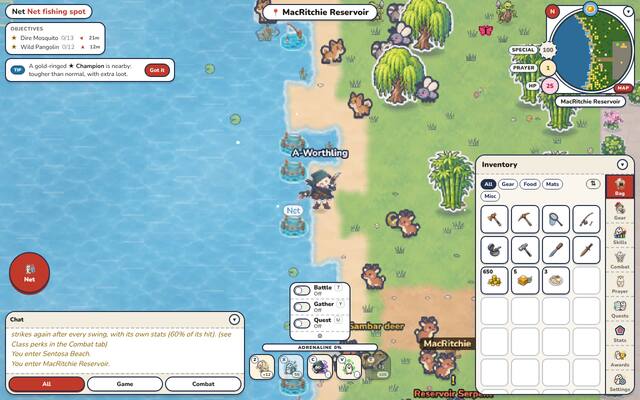 Net Net fishing spot
OBJECTIVES
Dire Mosquito 0/13 21m
Wild Pangolin 0/12 12m
TIP
A gold-ringed ★ Champion is nearby: tougher than normal, with extra loot.
Got it
MacRitchie Reservoir
N
SPECIAL 100
PRAYER 1
HP 25
MAP
MacRitchie Reservoir
A-Worthling
Net
Net
Inventory
All
Gear
Food
Mats
Misc
650
5
3
Bag
Gear
Skills
Combat
Prayer
Quests
Stats
Awards
Settings
Battle
Off
Gather
Off
Quest
Off
ADRENALINE 0%
Sambar deer
MacRitchie
!
Reservoir Serpent
Chat
strikes again after every swing, with its own stats (60% of its hit). (see
Class perks in the Combat tab)
You enter Sentosa Beach.
You enter MacRitchie Reservoir.
All
Game
Combat